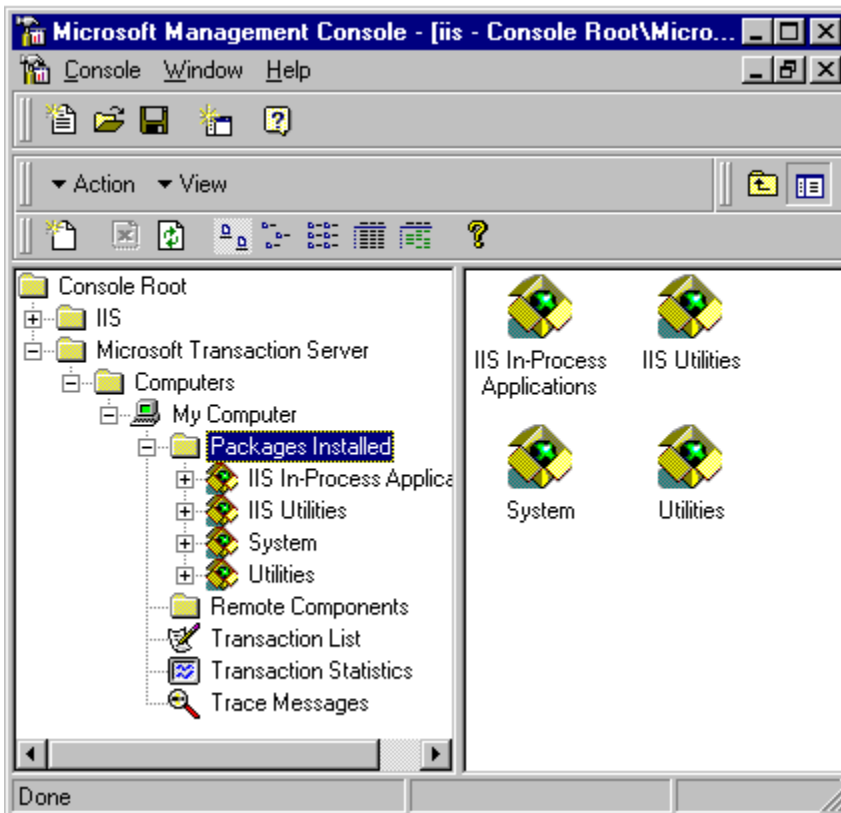 Microsoft Management Console - [iis - Console Root\Micro...
Console Window Help
Action View
Console Root
IIS
Microsoft Transaction Server
Computers
My Computer
Packages Installed
IIS In-Process Applica
IIS Utilities
System
Utilities
Remote Components
Transaction List
Transaction Statistics
Trace Messages
IIS In-Process
Applications
IIS Utilities
System
Utilities
Done